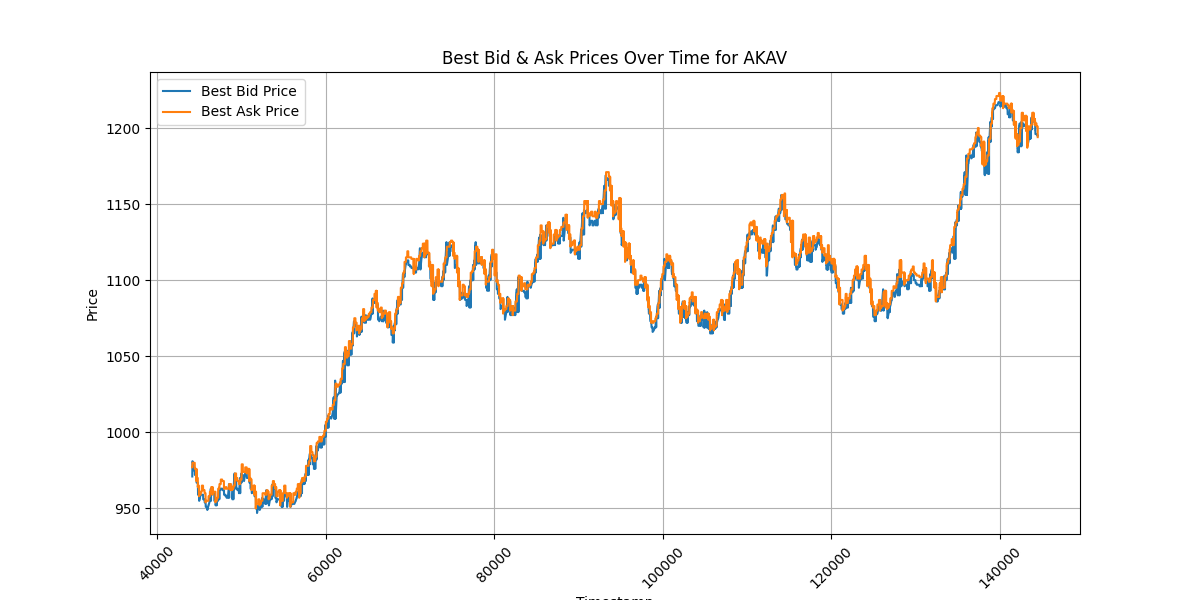 Best Bid & Ask Prices Over Time for AKAV
Best Bid Price
Best Ask Price
Price
1200
1150
1100
1050
1000
950
40000
60000
80000
100000
120000
140000
Timestamp